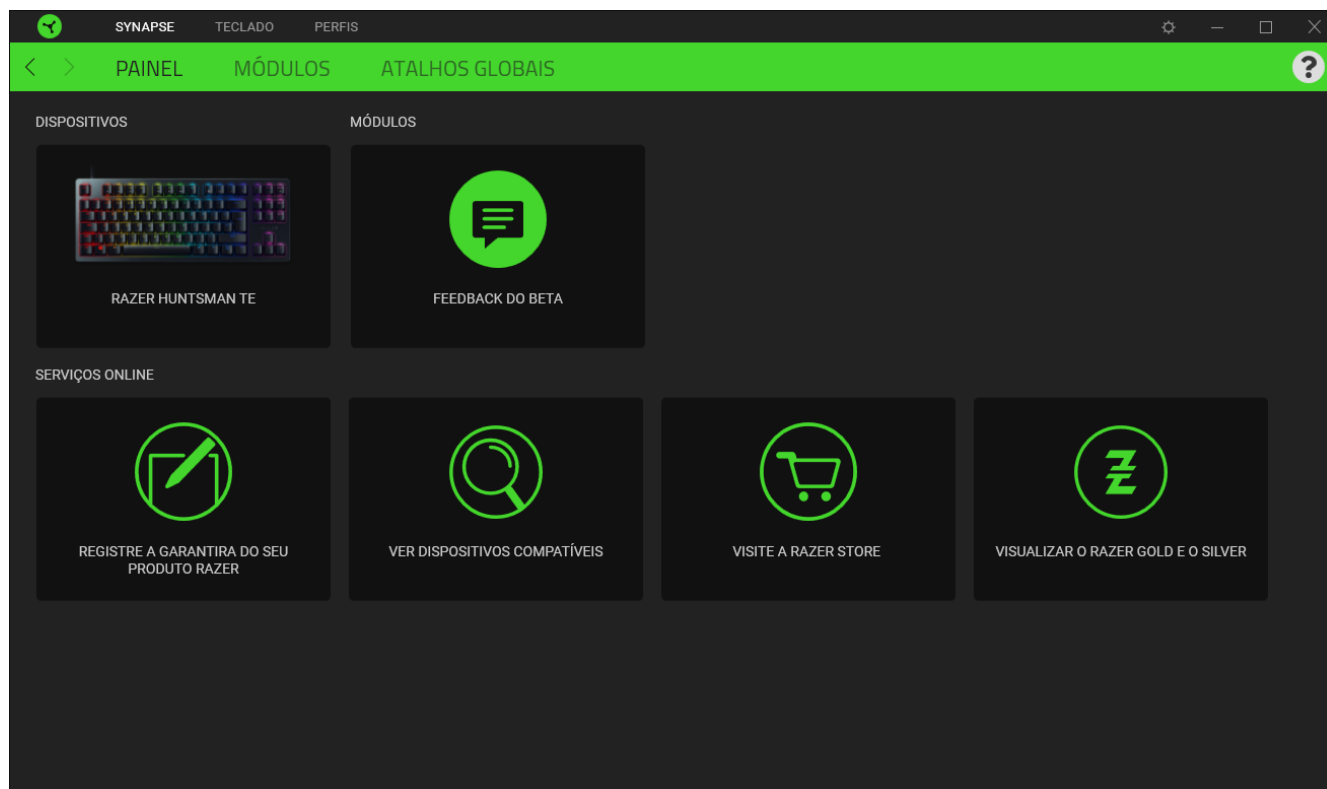 SYNAPSE TECLADO PERFIS
PAINEL MÓDULOS ATALHOS GLOBAIS ?
DISPOSITIVOS MÓDULOS
RAZER HUNTSMAN TE FEEDBACK DO BETA
SERVIÇOS ONLINE
REGISTRE A GARANTIRA DO SEU
PRODUTO RAZER
VER DISPOSITIVOS COMPATÍVEIS
VISITE A RAZER STORE
VISUALIZAR O RAZER GOLD E O SILVER